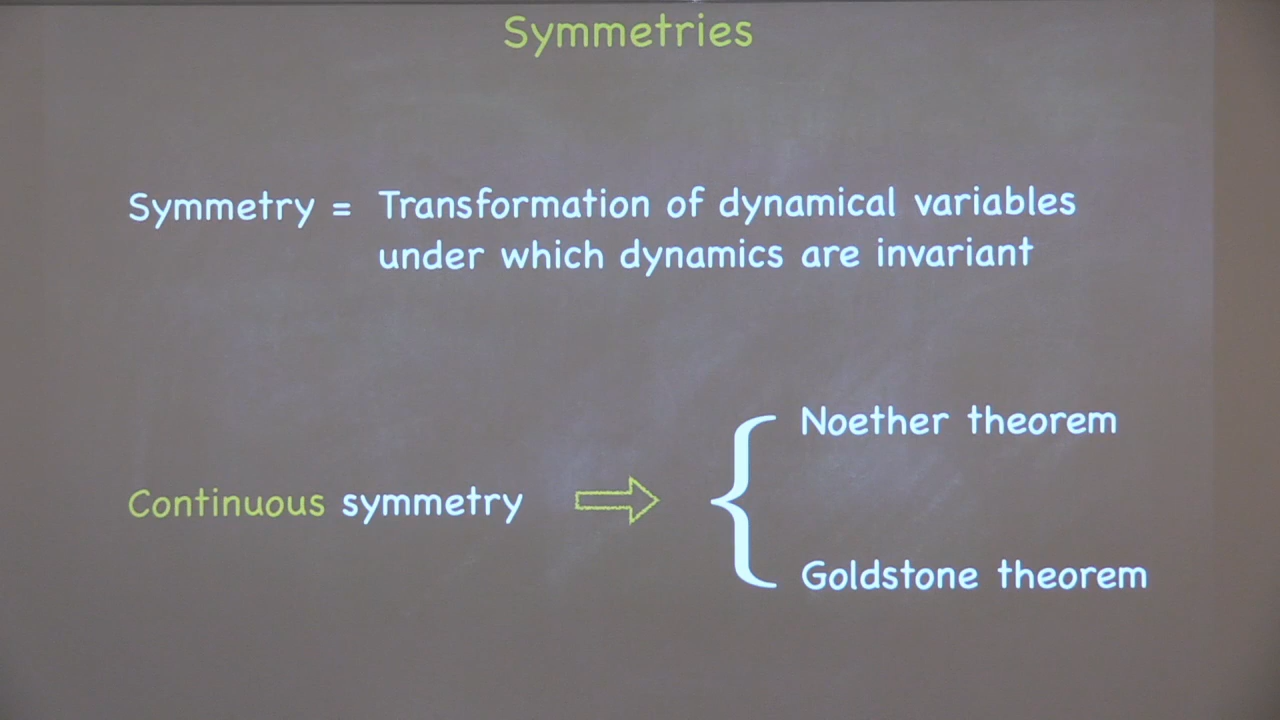 Symmetries
Symmetry = Transformation of dynamical variables
under which dynamics are invariant
Noether theorem
Continuous symmetry
Goldstone theorem